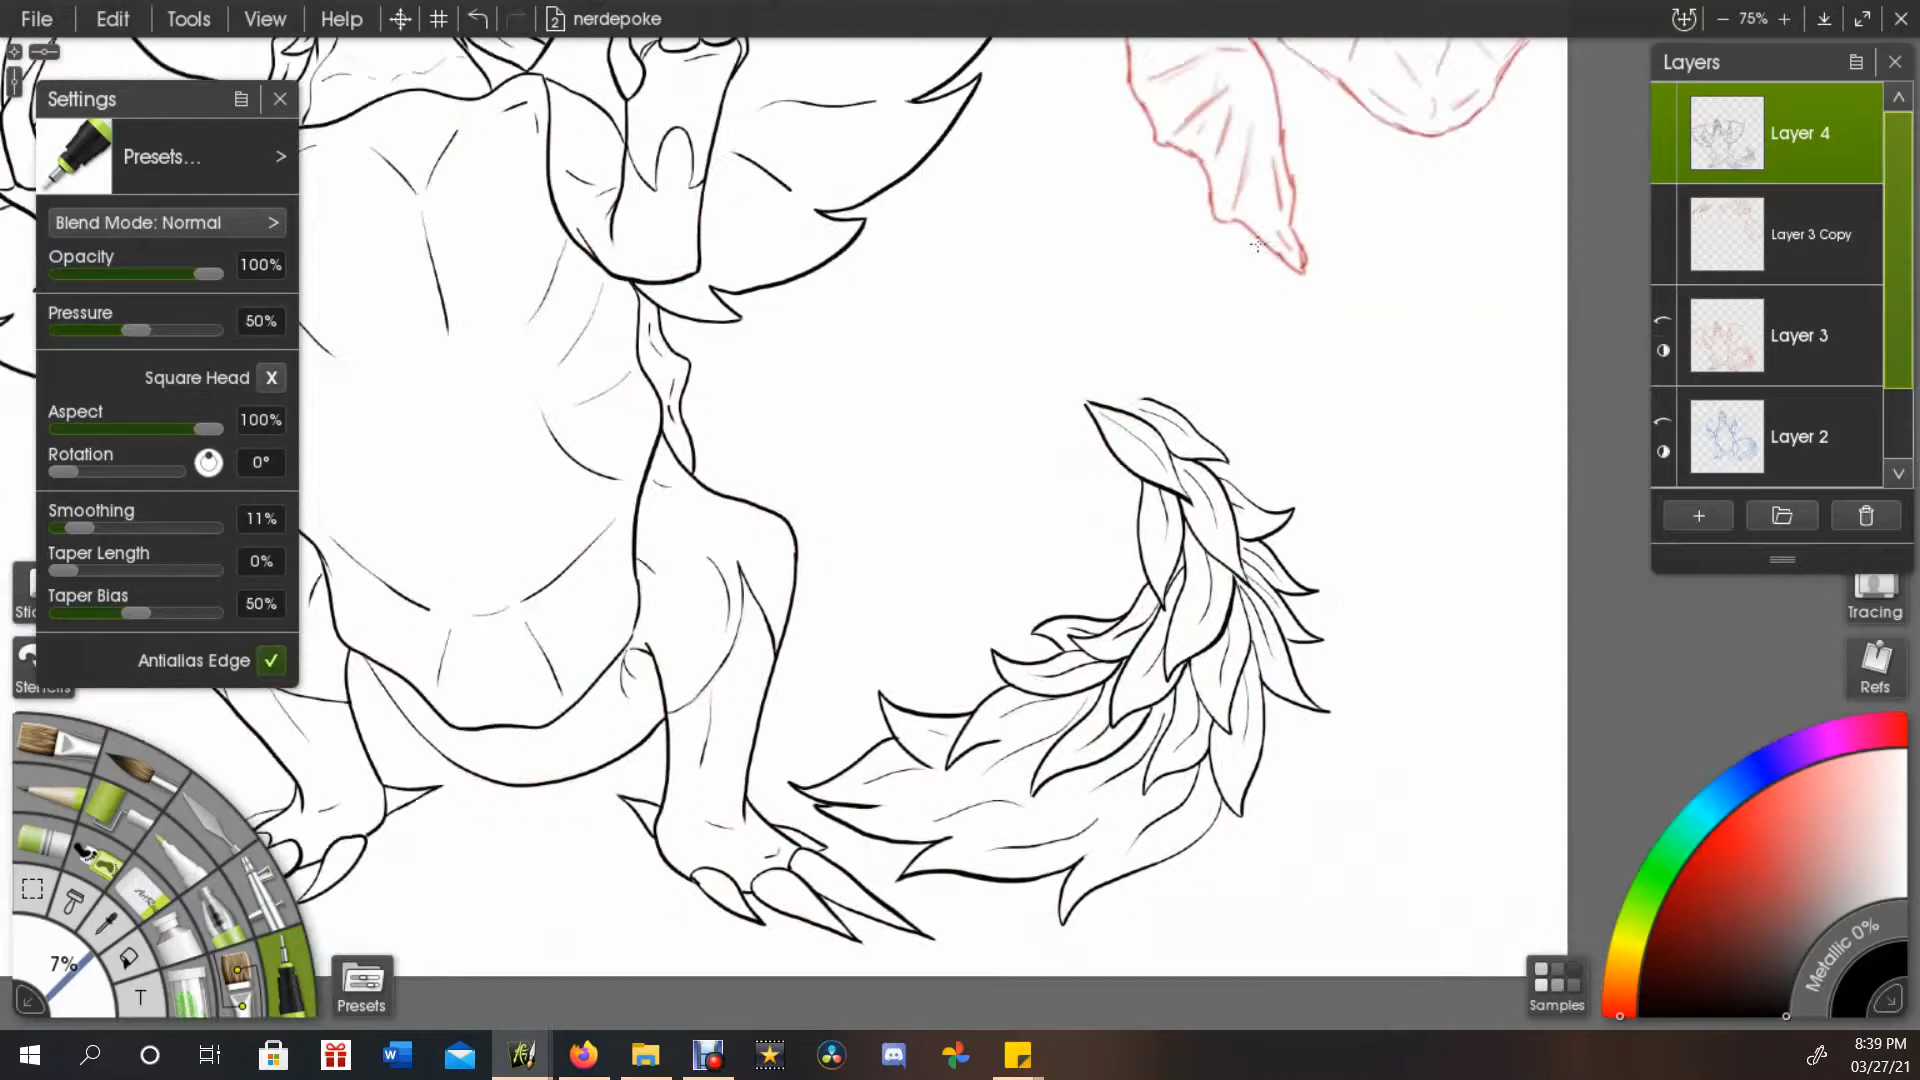 File Edit Tools View Help nerdepoke 75%
Settings
Presets...
Blend Mode: Normal
Opacity 100%
Pressure 50%
Square Head X
Aspect 100%
Rotation 0°
Smoothing 11%
Taper Length 0%
Taper Bias 50%
Antialias Edge
7%
T
Presets
Layers
Layer 4
Layer 3 Copy
Layer 3
Layer 2
Tracing
Refs
Metallic 0%
Samples
8:39 PM
03/27/21